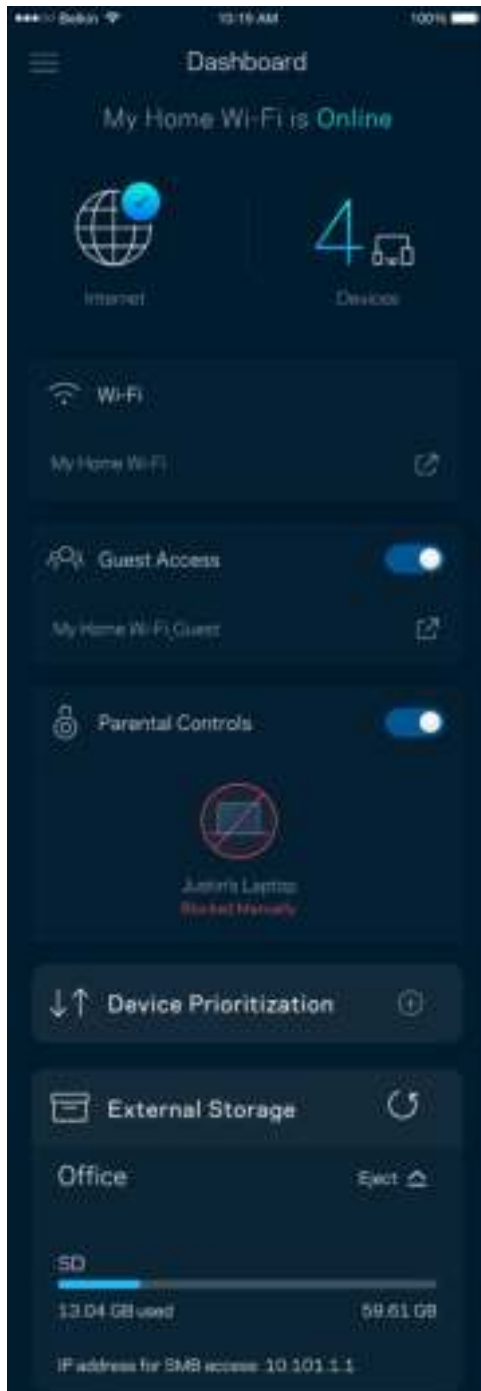 Belkin 10:15 AM 100%
Dashboard
My Home Wi-Fi is Online
4
Internet Devices
Wi-Fi
My Home Wi-Fi
Guest Access
My Home Wi-Fi_Guest
Parental Controls
Justin's Laptop
Blocked Manually
Device Prioritization
External Storage
Office Eject
SD
13.04 GB used 59.61 GB
IP address for SMB access: 10.101.1.1